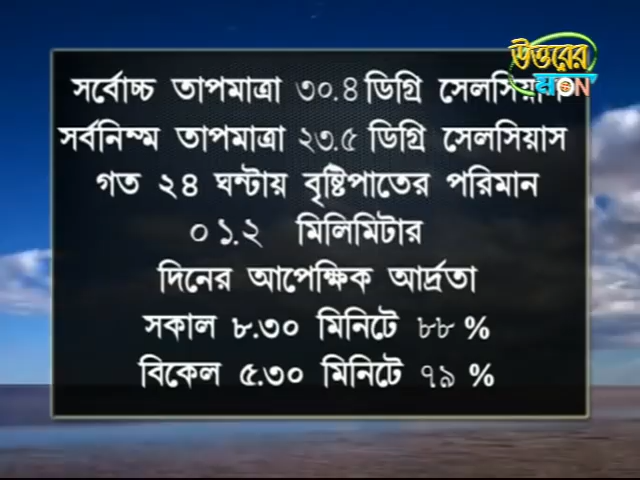 উত্তরের
মন
সর্বোচ্চ তাপমাত্রা ৩০.৪ ডিগ্রি সেলসিয়াস
সর্বনিম্ম তাপমাত্রা ২৩.৫ ডিগ্রি সেলসিয়াস
গত ২৪ ঘন্টায় বৃষ্টিপাতের পরিমান
০১.২ মিলিমিটার
দিনের আপেক্ষিক আর্দ্রতা
সকাল ৮.৩০ মিনিটে ৮৮ %
বিকেল ৫.৩০ মিনিটে ৭৯ %